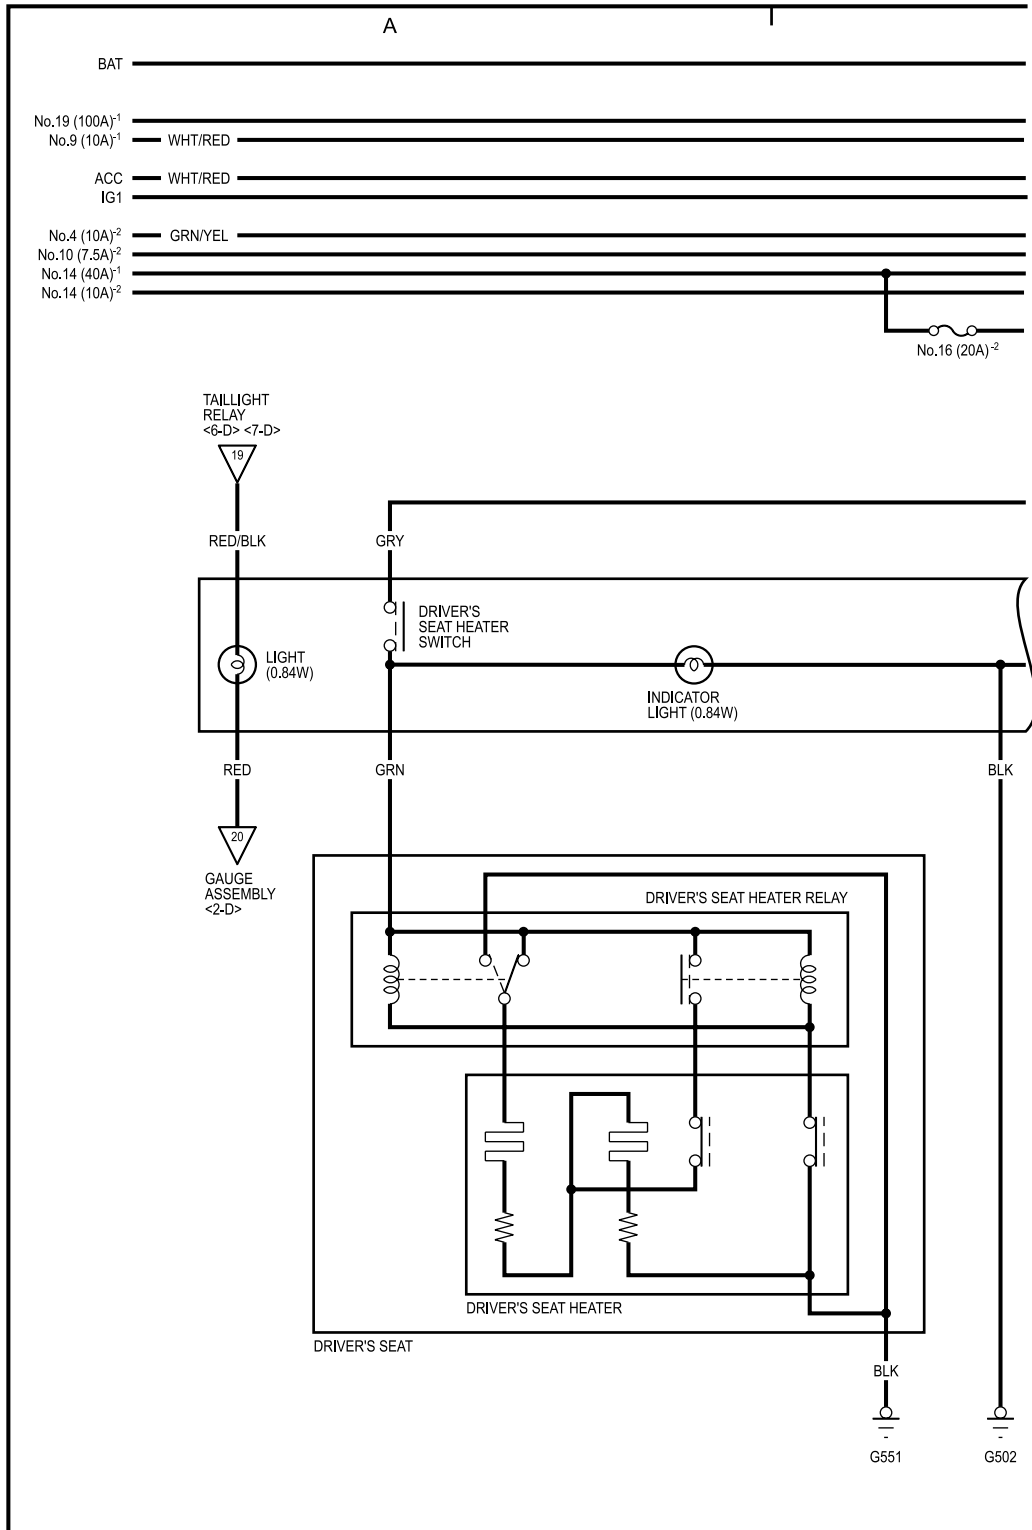 A
BAT
No.19 (100A)-1
No.9 (10A)-1 WHT/RED
ACC WHT/RED
IG1
No.4 (10A)-2 GRN/YEL
No.10 (7.5A)-2
No.14 (40A)-1
No.14 (10A)-2
No.16 (20A)-2
TAILLIGHT
RELAY
<6-D> <7-D>
19
RED/BLK
GRY
DRIVER'S
SEAT HEATER
SWITCH
LIGHT
(0.84W)
INDICATOR
LIGHT (0.84W)
RED
GRN
BLK
20
GAUGE
ASSEMBLY
<2-D>
DRIVER'S SEAT HEATER RELAY
DRIVER'S SEAT HEATER
DRIVER'S SEAT
BLK
G551
G502